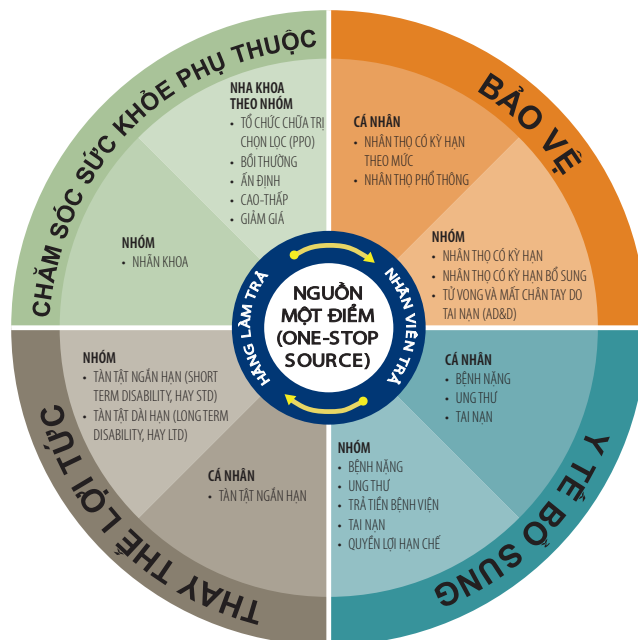 CHĂM SÓC SỨC KHỎE PHỤ THUỘC
NHA KHOA
THEO NHÓM
• TỔ CHỨC CHỮA TRỊ
CHỌN LỌC (PPO)
• BỒI THƯỜNG
• ẤN ĐỊNH
• CAO-THẤP
• GIẢM GIÁ
NHÓM
• NHÃN KHOA
BẢO VỆ
CÁ NHÂN
• NHÂN THỌ CÓ KỲ HẠN
THEO MỨC
• NHÂN THỌ PHỔ THÔNG
NHÓM
• NHÂN THỌ CÓ KỲ HẠN
• NHÂN THỌ CÓ KỲ HẠN BỔ SUNG
• TỬ VONG VÀ MẤT CHÂN TAY DO
TAI NẠN (AD&D)
HÃNG LÀM TRẢ
NHÂN VIÊN TRẢ
NGUỒN
MỘT ĐIỂM
(ONE-STOP
SOURCE)
NHÓM
• TÀN TẬT NGẮN HẠN (SHORT
TERM DISABILITY, HAY STD)
• TÀN TẬT DÀI HẠN (LONG TERM
DISABILITY, HAY LTD)
CÁ NHÂN
• TÀN TẬT NGẮN HẠN
THAY THẾ LỢI TỨC
CÁ NHÂN
• BỆNH NẶNG
• UNG THƯ
• TAI NẠN
NHÓM
• BỆNH NẶNG
• UNG THƯ
• TRẢ TIỀN BỆNH VIỆN
• TAI NẠN
• QUYỀN LỢI HẠN CHẾ
Y TẾ BỔ SUNG